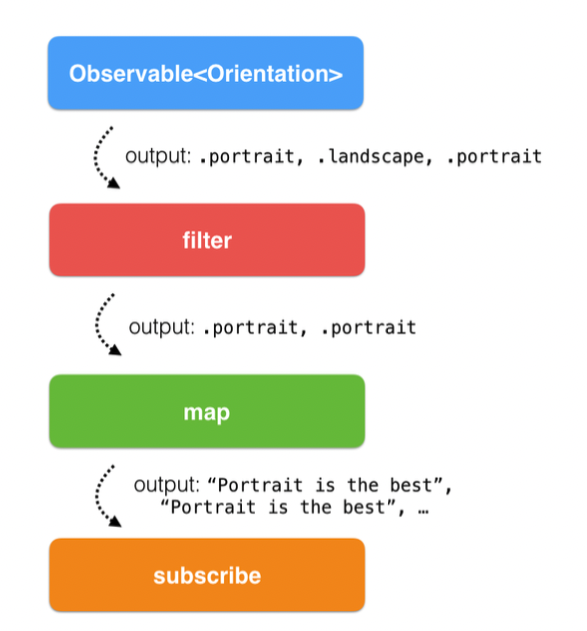 Observable<Orientation>
output: .portrait, .landscape, .portrait
filter
output: .portrait, .portrait
map
output: “Portrait is the best”,
“Portrait is the best”, …
subscribe